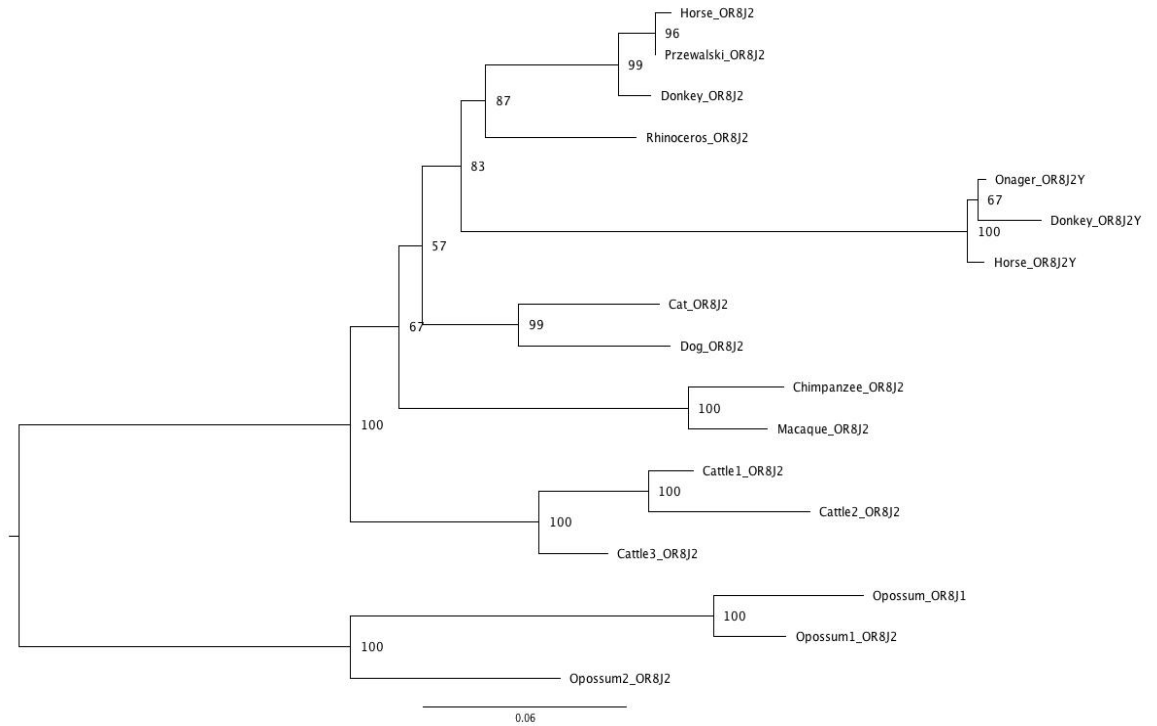 Horse_OR8J2
96
Przewalski_OR8J2
99
Donkey_OR8J2
87
Rhinoceros_OR8J2
83
Onager_OR8J2Y
67
Donkey_OR8J2Y
100
57
Horse_OR8J2Y
Cat_OR8J2
67
99
Dog_OR8J2
Chimpanzee_OR8J2
100
100
Macaque_OR8J2
Cattle1_OR8J2
100
Cattle2_OR8J2
100
Cattle3_OR8J2
Opossum_OR8J1
100
Opossum1_OR8J2
100
Opossum2_OR8J2
0.06